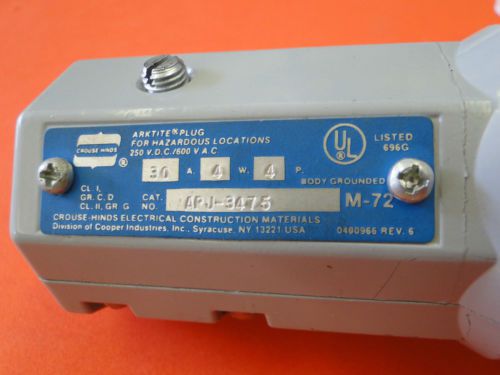 ARKTITE® PLUG
FOR HAZARDOUS LOCATIONS
250 V.D.C./600 V.A.C.
CROUSE-HINDS
®
UL
®
LISTED
696G
30 A. 4 W. 4 P.
BODY GROUNDED
CL. I,
GR. C, D
CL. II, GR G
CAT.
NO.
APJ-3475
M-72
CROUSE-HINDS ELECTRICAL CONSTRUCTION MATERIALS
Division of Cooper Industries, Inc., Syracuse, NY 13221 USA
0400966 REV. 6